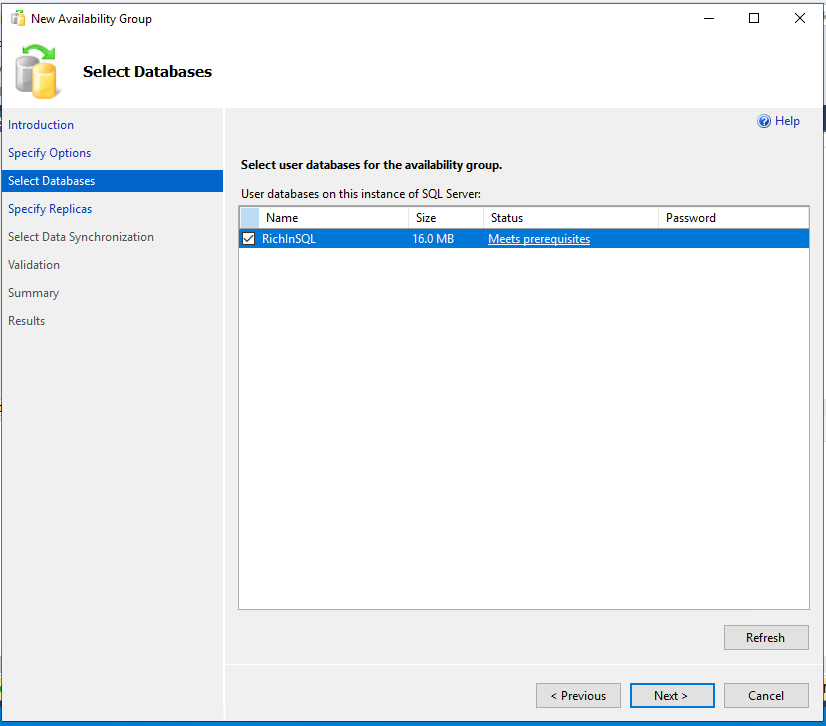 New Availability Group
Select Databases
Introduction
Specify Options
Select Databases
Specify Replicas
Select Data Synchronization
Validation
Summary
Results
Help
Select user databases for the availability group.
User databases on this instance of SQL Server:
Name Size Status Password
RichInSQL 16.0 MB Meets prerequisites
Refresh
< Previous Next > Cancel